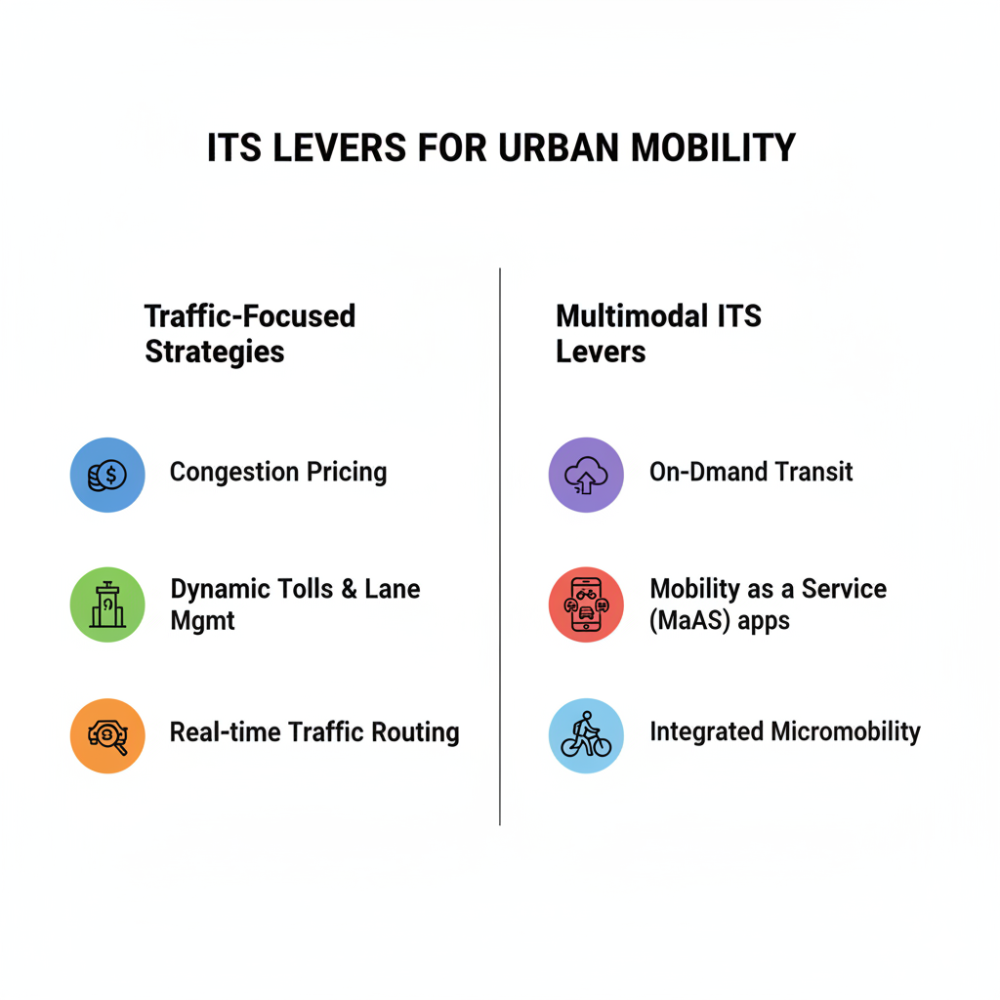 ITS LEVERS FOR URBAN MOBILITY
Traffic-Focused
Strategies
Congestion Pricing
Dynamic Tolls & Lane
Mgmt
Real-time Traffic Routing
Multimodal ITS
Levers
On-Dmand Transit
Mobility as a Service
(MaAS) apps
Integrated Micromobility